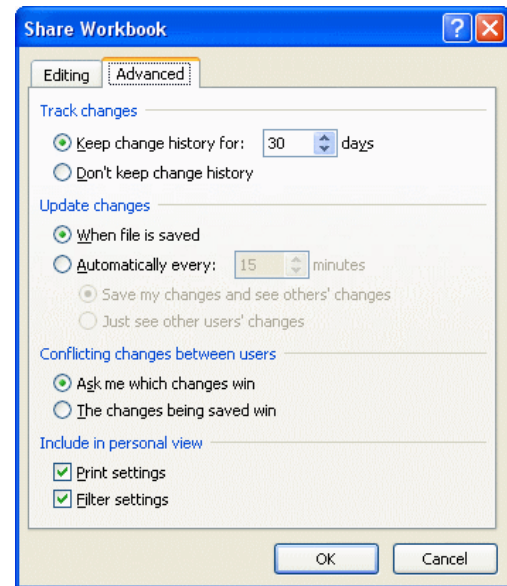 Share Workbook
Editing Advanced
Track changes
Keep change history for: 30 days
Don't keep change history
Update changes
When file is saved
Automatically every: 15 minutes
Save my changes and see others' changes
Just see other users' changes
Conflicting changes between users
Ask me which changes win
The changes being saved win
Include in personal view
Print settings
Filter settings
OK Cancel